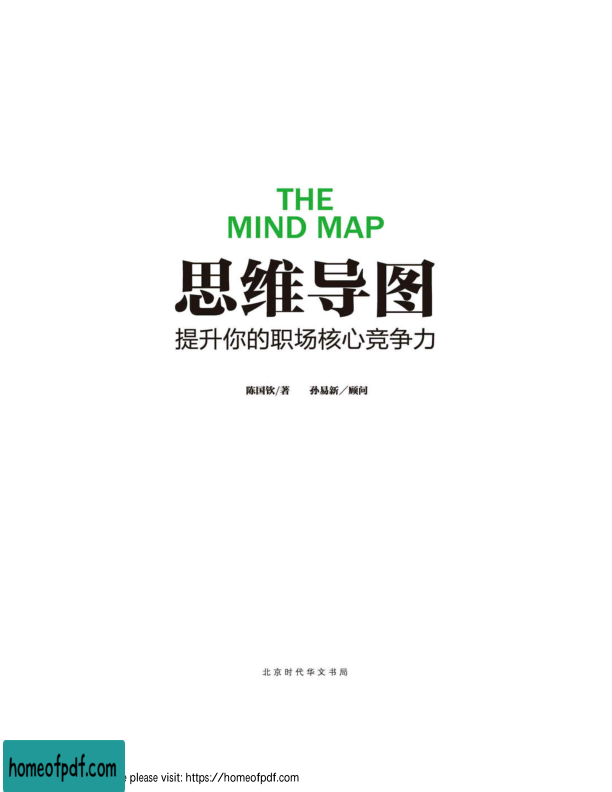 THE
MIND MAP
思维导图
提升你的职场核心竞争力
陈国钦/著 孙易新／顾问
北京时代华文书局
homeofpdf.com
please visit: https://homeofpdf.com